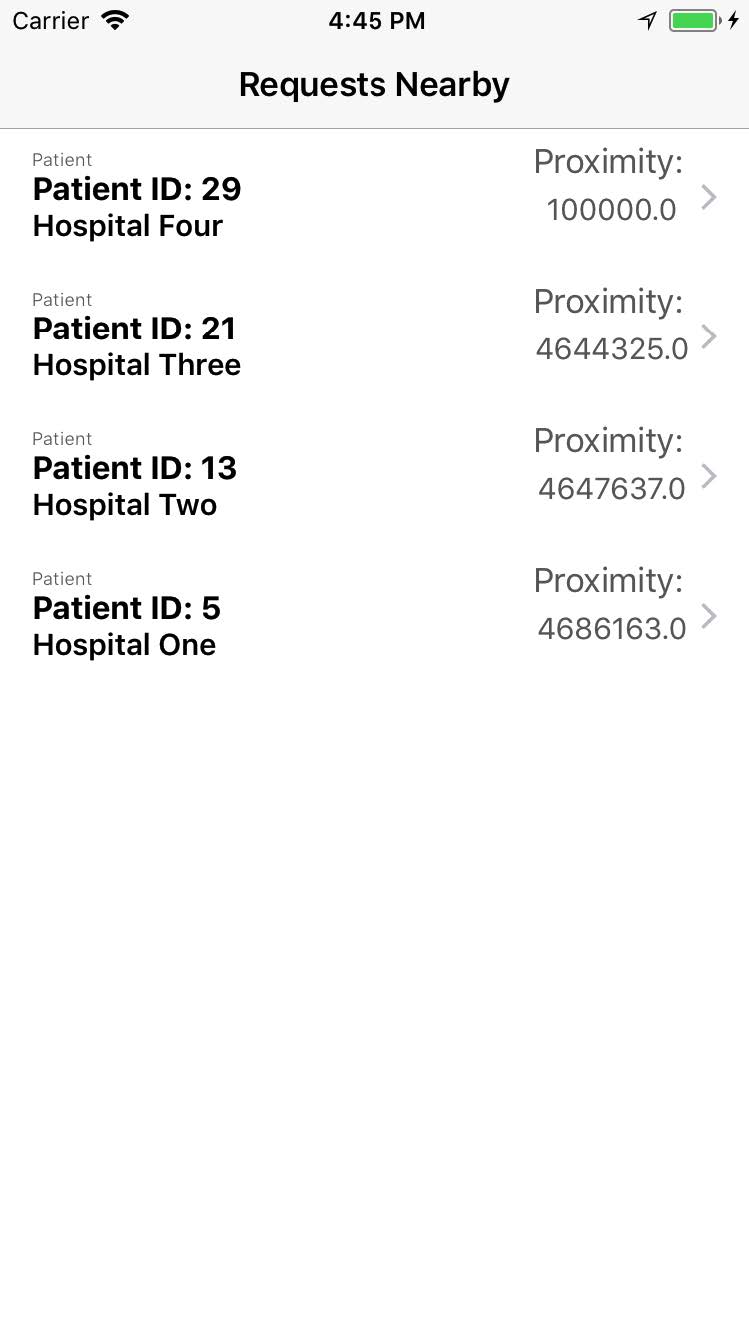 Carrier 4:45 PM
Requests Nearby
Patient
Patient ID: 29
Hospital Four
Proximity:
100000.0
Patient
Patient ID: 21
Hospital Three
Proximity:
4644325.0
Patient
Patient ID: 13
Hospital Two
Proximity:
4647637.0
Patient
Patient ID: 5
Hospital One
Proximity:
4686163.0